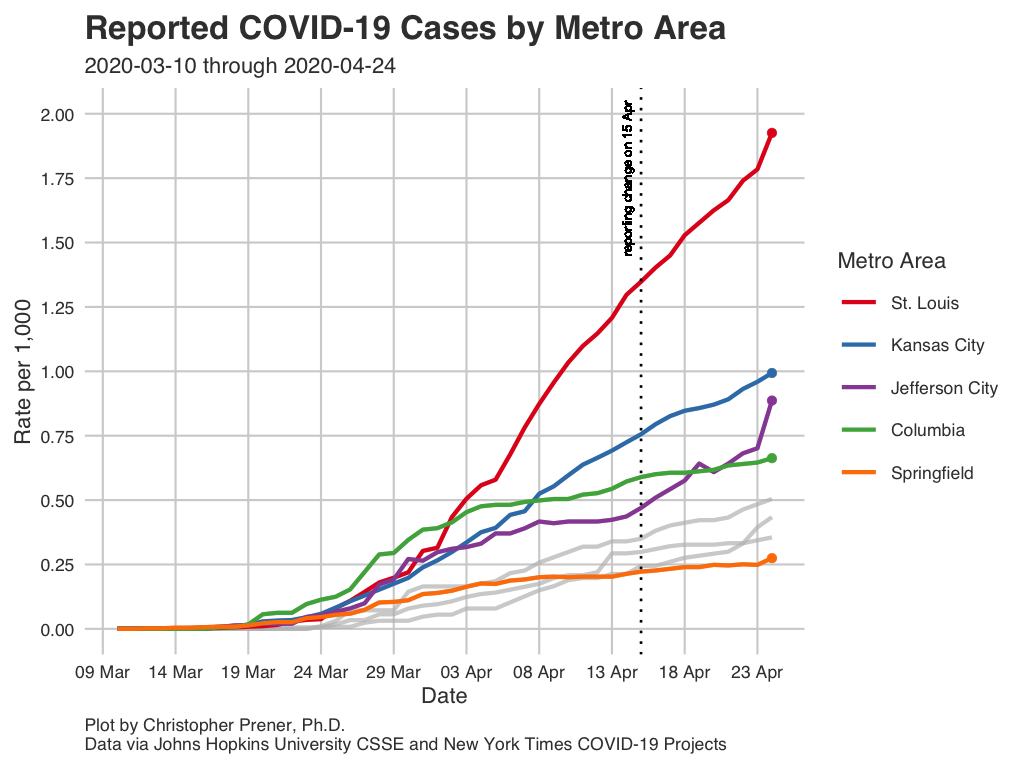 Reported COVID-19 Cases by Metro Area
2020-03-10 through 2020-04-24
2.00
1.75
1.50
1.25
1.00
0.75
0.50
0.25
0.00
Rate per 1,000
reporting change on 15 Apr
09 Mar 14 Mar 19 Mar 24 Mar 29 Mar 03 Apr 08 Apr 13 Apr 18 Apr 23 Apr
Date
Metro Area
St. Louis
Kansas City
Jefferson City
Columbia
Springfield
Plot by Christopher Prener, Ph.D.
Data via Johns Hopkins University CSSE and New York Times COVID-19 Projects